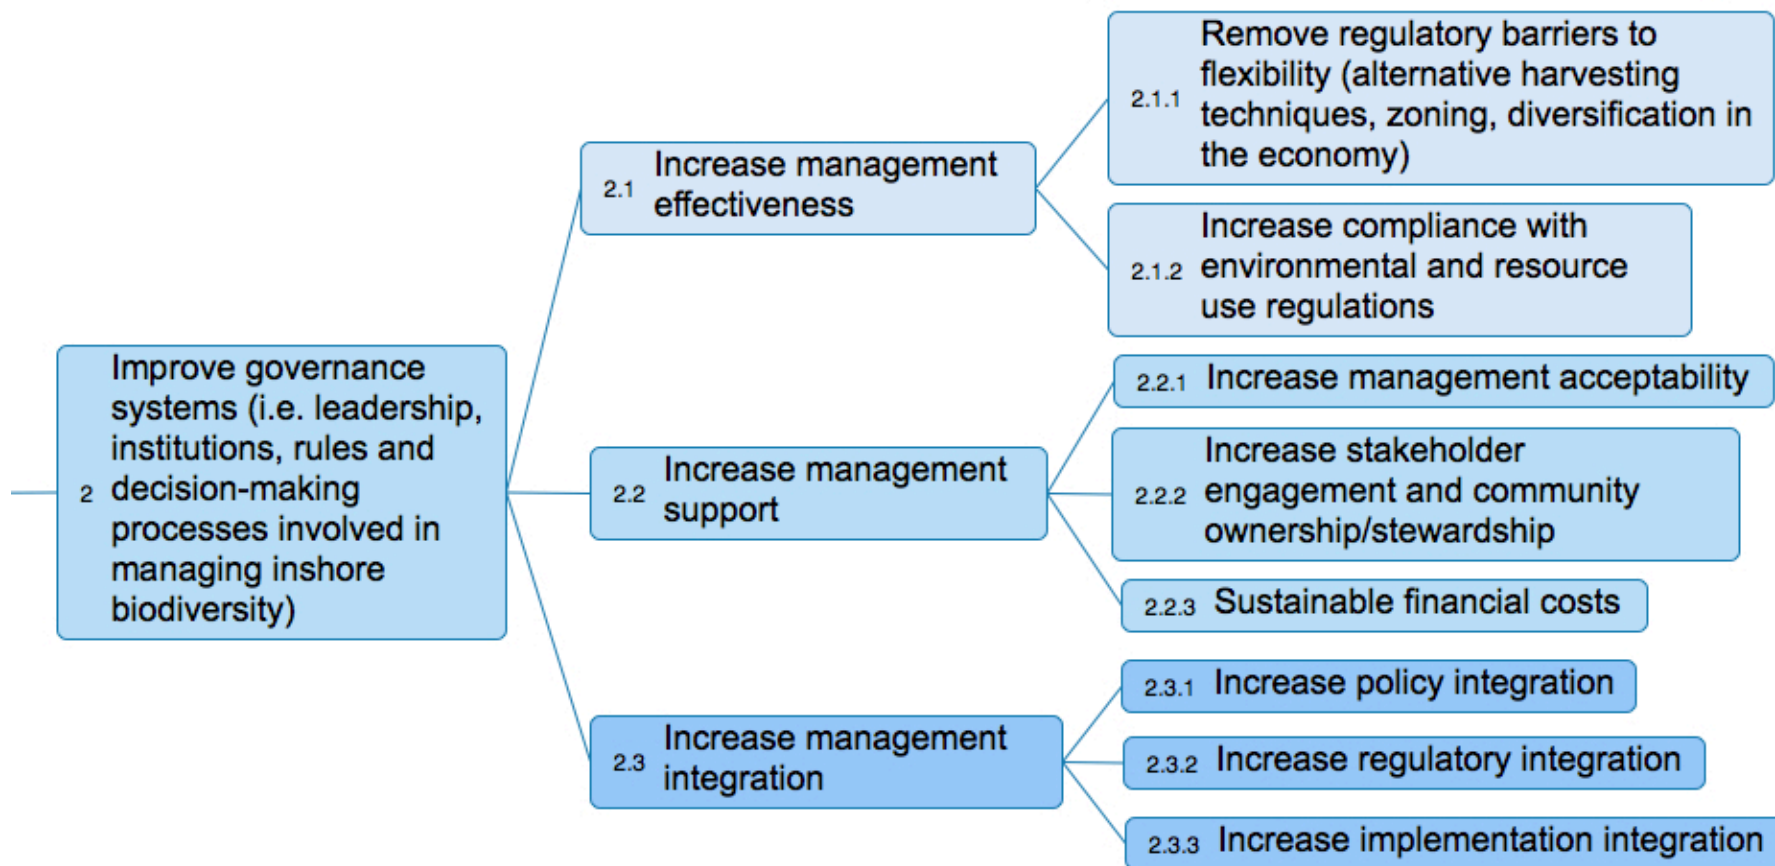 2 Improve governance
systems (i.e. leadership,
institutions, rules and
decision-making
processes involved in
managing inshore
biodiversity)
2.1 Increase management
effectiveness
2.1.1 Remove regulatory barriers to
flexibility (alternative harvesting
techniques, zoning, diversification in
the economy)
2.1.2 Increase compliance with
environmental and resource
use regulations
2.2 Increase management
support
2.2.1 Increase management acceptability
2.2.2 Increase stakeholder
engagement and community
ownership/stewardship
2.2.3 Sustainable financial costs
2.3 Increase management
integration
2.3.1 Increase policy integration
2.3.2 Increase regulatory integration
2.3.3 Increase implementation integration